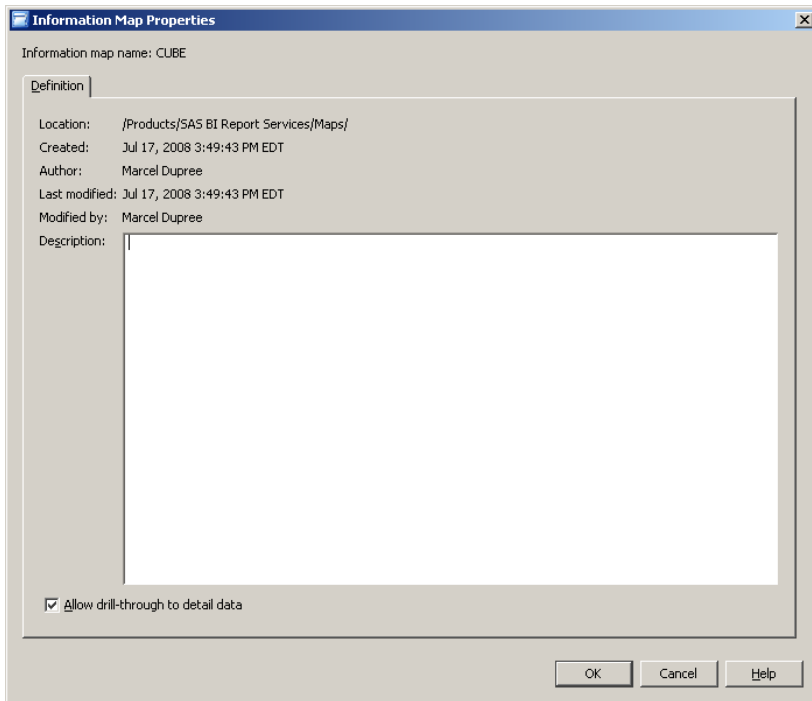 Information Map Properties
Information map name: CUBE
Definition
Location: /Products/SAS BI Report Services/Maps/
Created: Jul 17, 2008 3:49:43 PM EDT
Author: Marcel Dupree
Last modified: Jul 17, 2008 3:49:43 PM EDT
Modified by: Marcel Dupree
Description:
Allow drill-through to detail data
OK Cancel Help